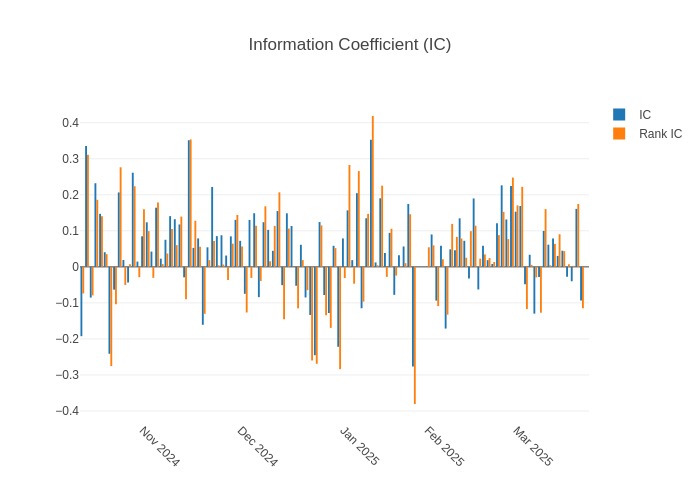 Information Coefficient (IC)
IC
Rank IC
0.4
0.3
0.2
0.1
0
−0.1
−0.2
−0.3
−0.4
Nov 2024
Dec 2024
Jan 2025
Feb 2025
Mar 2025